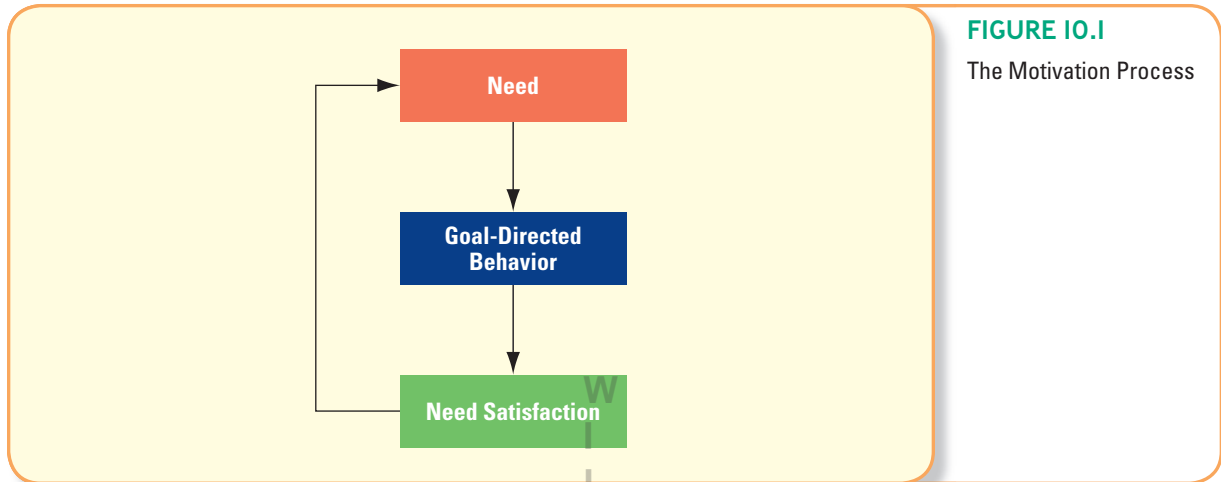 FIGURE 10.1
The Motivation Process
Need
Goal-Directed
Behavior
Need Satisfaction
W
I